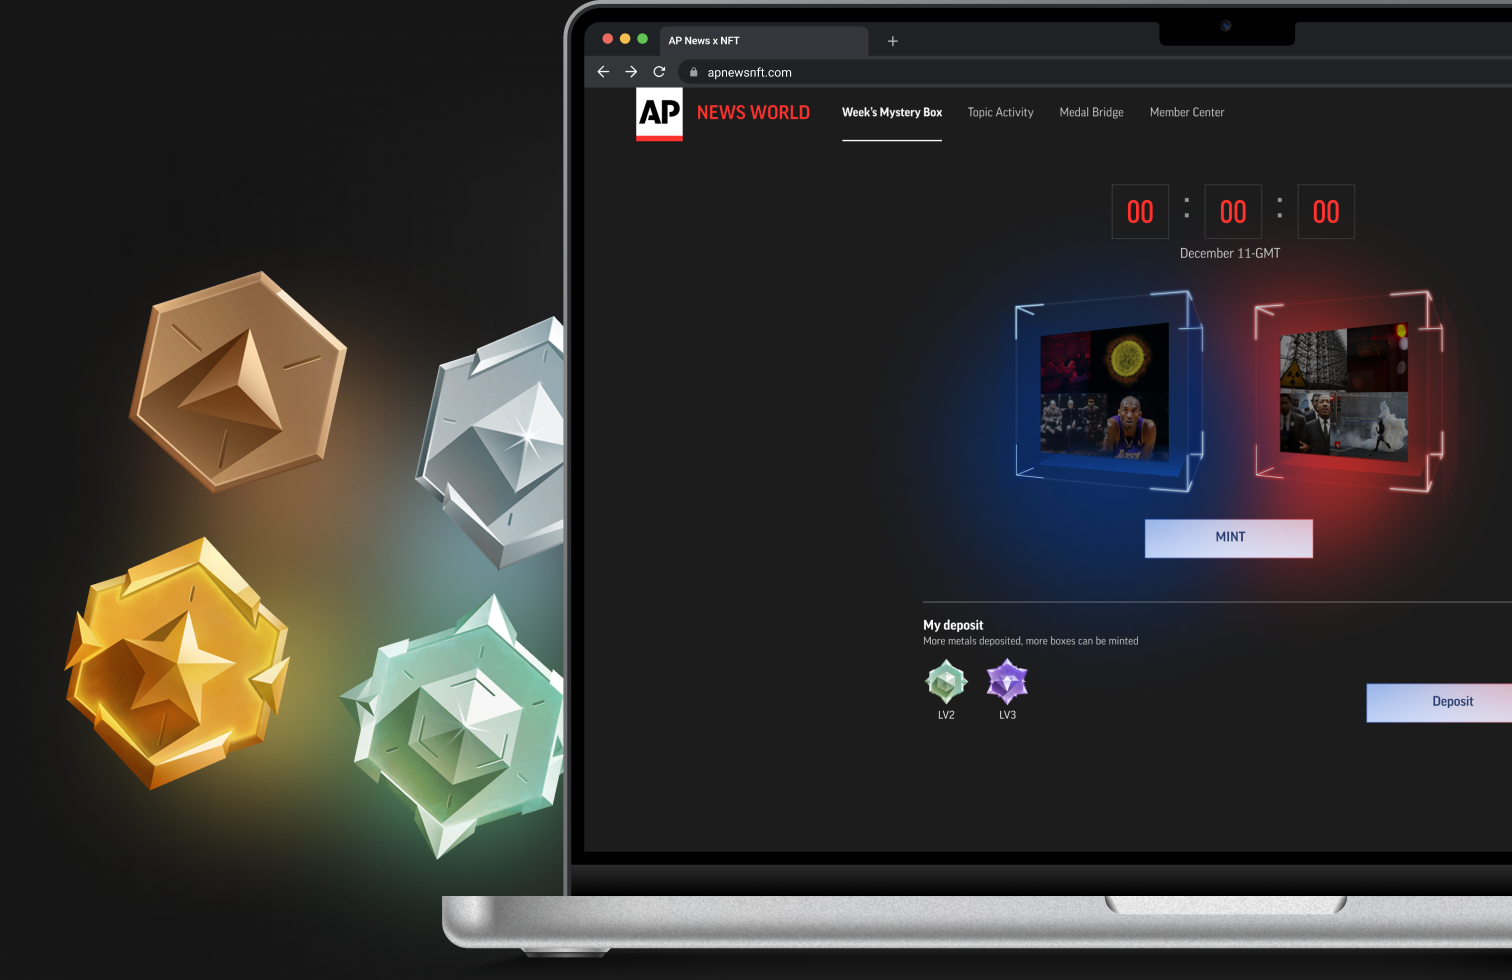 AP News x NFT
apnewsnft.com
AP NEWS WORLD
Week's Mystery Box
Topic Activity
Medal Bridge
Member Center
00 : 00 : 00
December 11-GMT
MINT
My deposit
More metals deposited, more boxes can be minted
LV2
LV3
Deposit